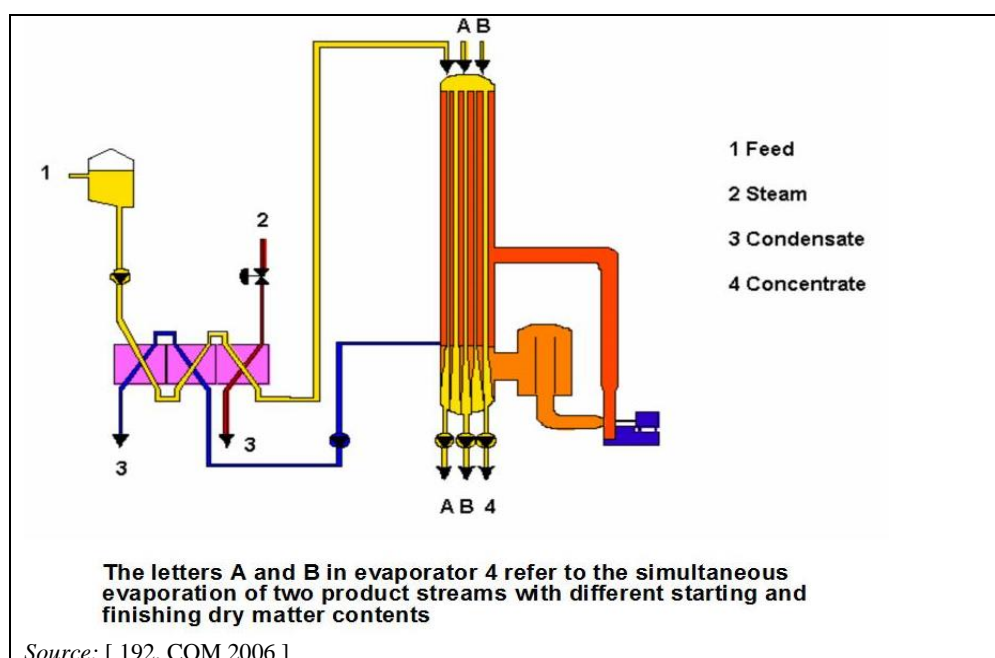 A B
1
2
3
3
A B 4
1 Feed
2 Steam
3 Condensate
4 Concentrate
The letters A and B in evaporator 4 refer to the simultaneous
evaporation of two product streams with different starting and
finishing dry matter contents
Source: [ 192, COM 2006 ]